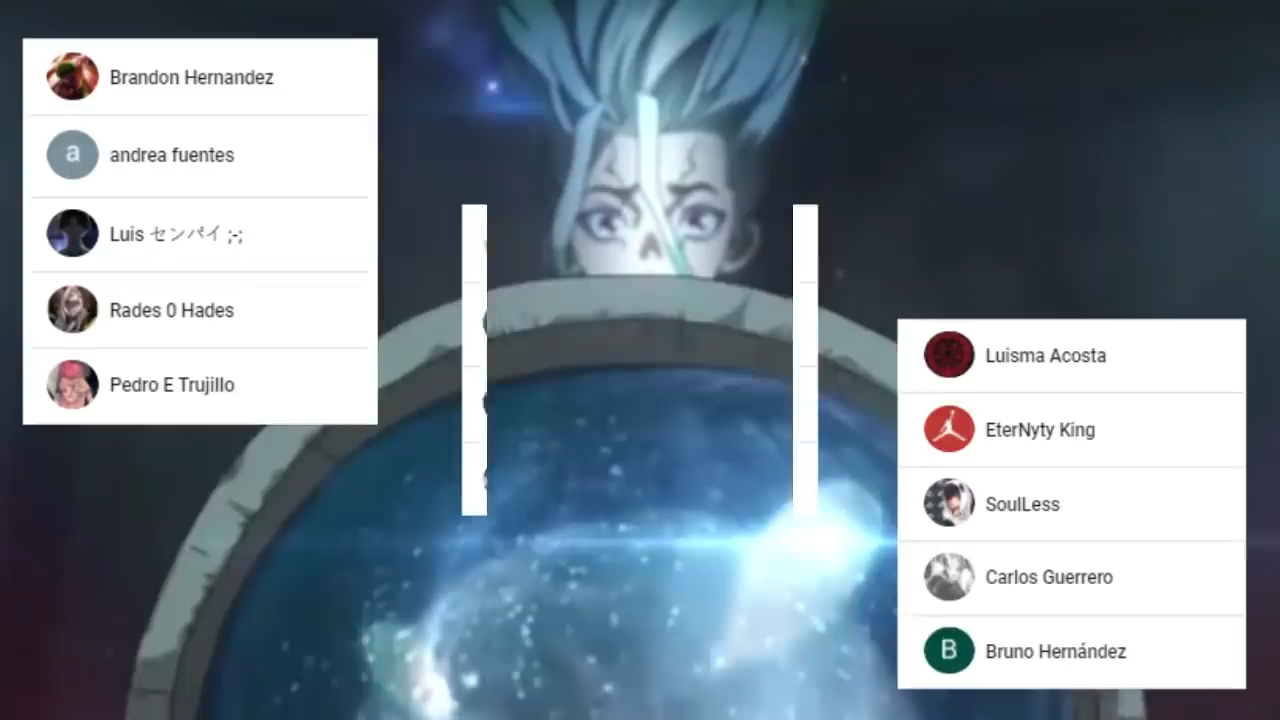 Brandon Hernandez
a
andrea fuentes
Luis センパイ ;-;
Rades 0 Hades
Pedro E Trujillo
Luisma Acosta
EterNyty King
SoulLess
Carlos Guerrero
B
Bruno Hernández